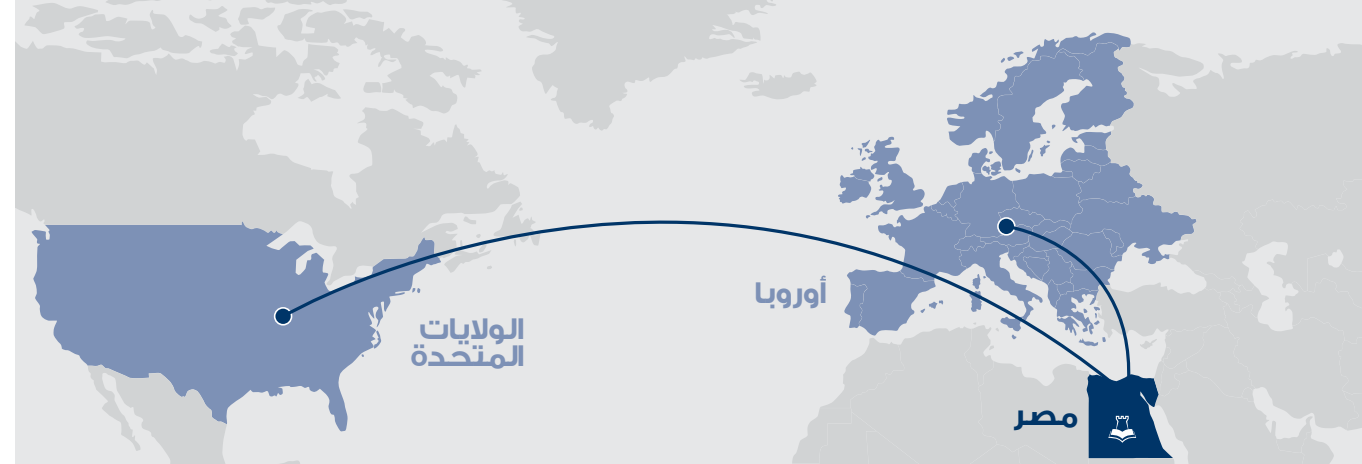 أوروبا
الولايات
المتحدة
مصر